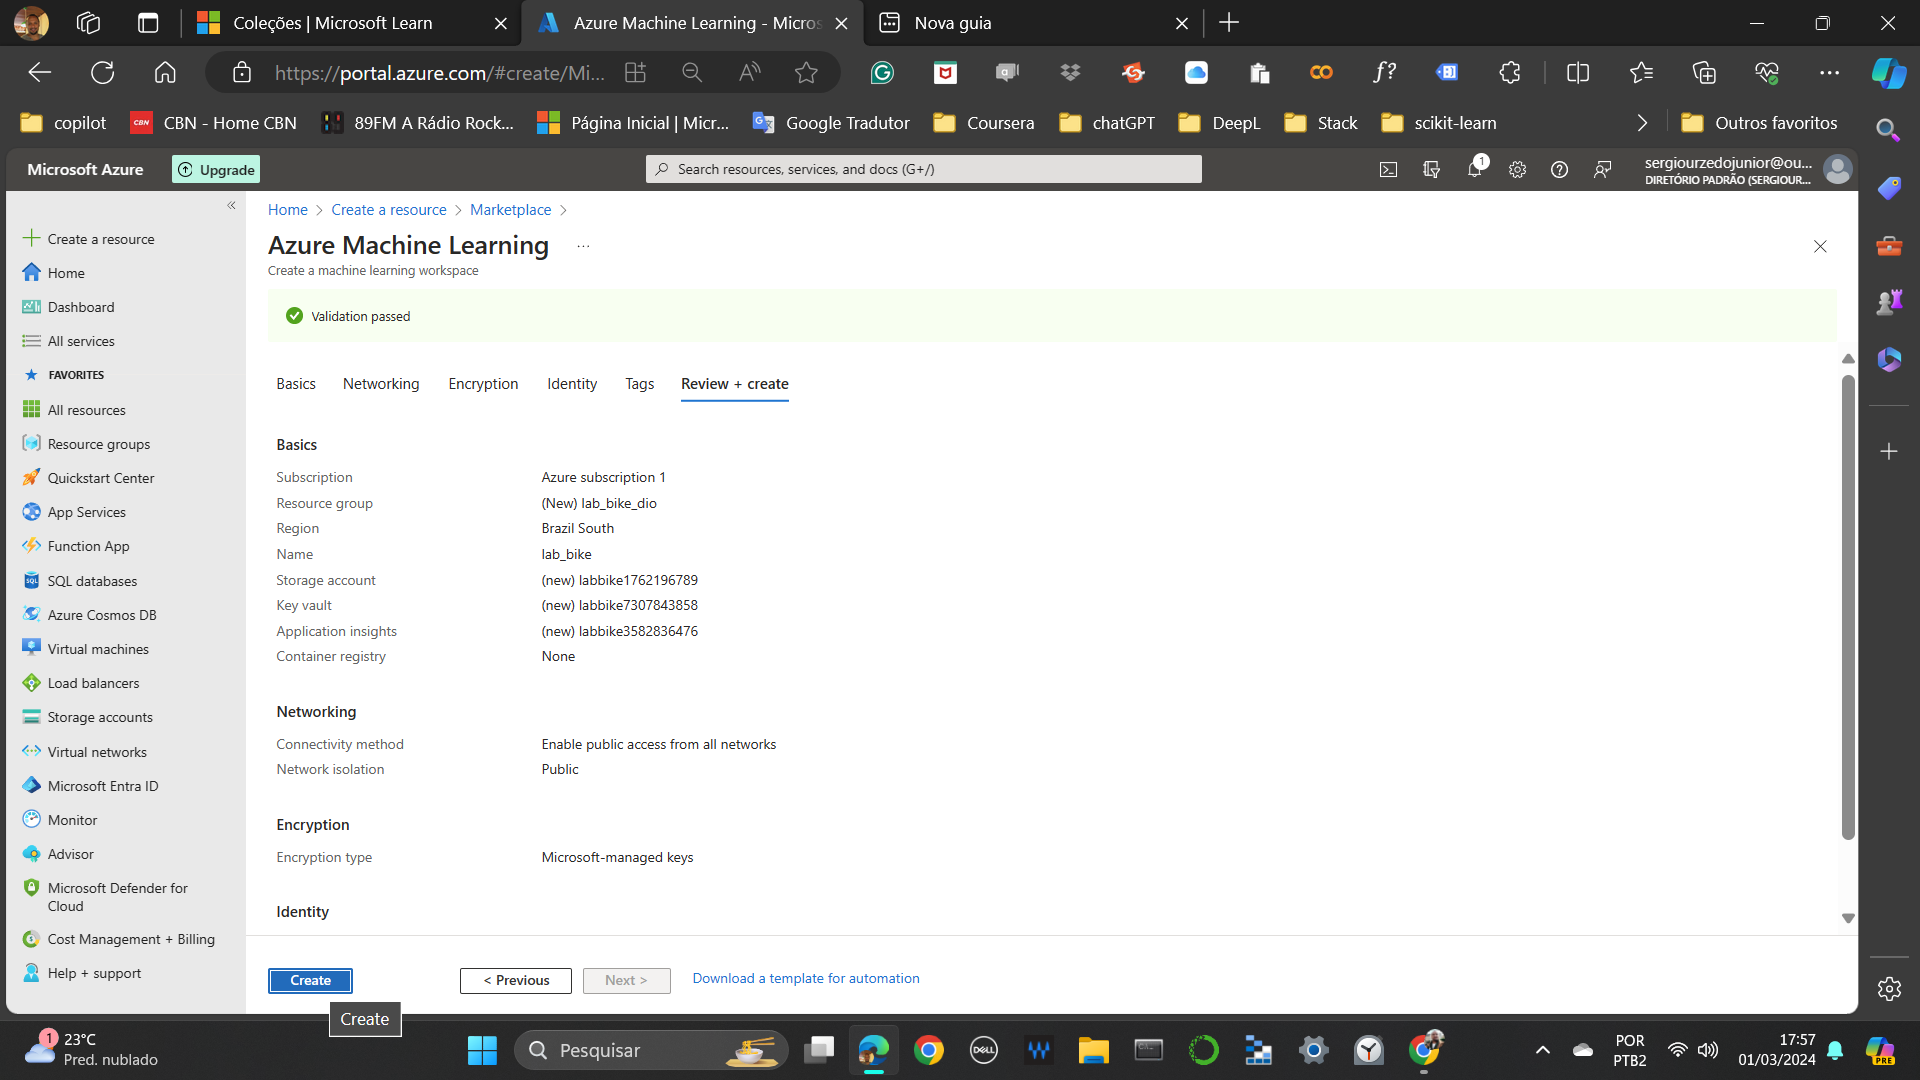 Coleções | Microsoft Learn
Azure Machine Learning - Micros
Nova guia
https://portal.azure.com/#create/Mi...
copilot
CBN - Home CBN
89FM A Rádio Rock...
Página Inicial | Micr...
Google Tradutor
Coursera
chatGPT
DeepL
Stack
scikit-learn
Outros favoritos
Microsoft Azure
Upgrade
Search resources, services, and docs (G+/)
1
sergiourzedojunior@ou...
DIRETÓRIO PADRÃO (SERGIOUR...
Create a resource
Home
Dashboard
All services
FAVORITES
All resources
Resource groups
Quickstart Center
App Services
Function App
SQL databases
Azure Cosmos DB
Virtual machines
Load balancers
Storage accounts
Virtual networks
Microsoft Entra ID
Monitor
Advisor
Microsoft Defender for
Cloud
Cost Management + Billing
Help + support
Home > Create a resource > Marketplace >
Azure Machine Learning ...
Create a machine learning workspace
Validation passed
Basics Networking Encryption Identity Tags Review + create
Basics
Subscription Azure subscription 1
Resource group (New) lab_bike_dio
Region Brazil South
Name lab_bike
Storage account (new) labbike1762196789
Key vault (new) labbike7307843858
Application insights (new) labbike3582836476
Container registry None
Networking
Connectivity method Enable public access from all networks
Network isolation Public
Encryption
Encryption type Microsoft-managed keys
Identity
Create
< Previous
Next >
Download a template for automation
Create
1
23°C
Pred. nublado
Pesquisar
DELL
POR
PTB2
17:57
01/03/2024
PRE